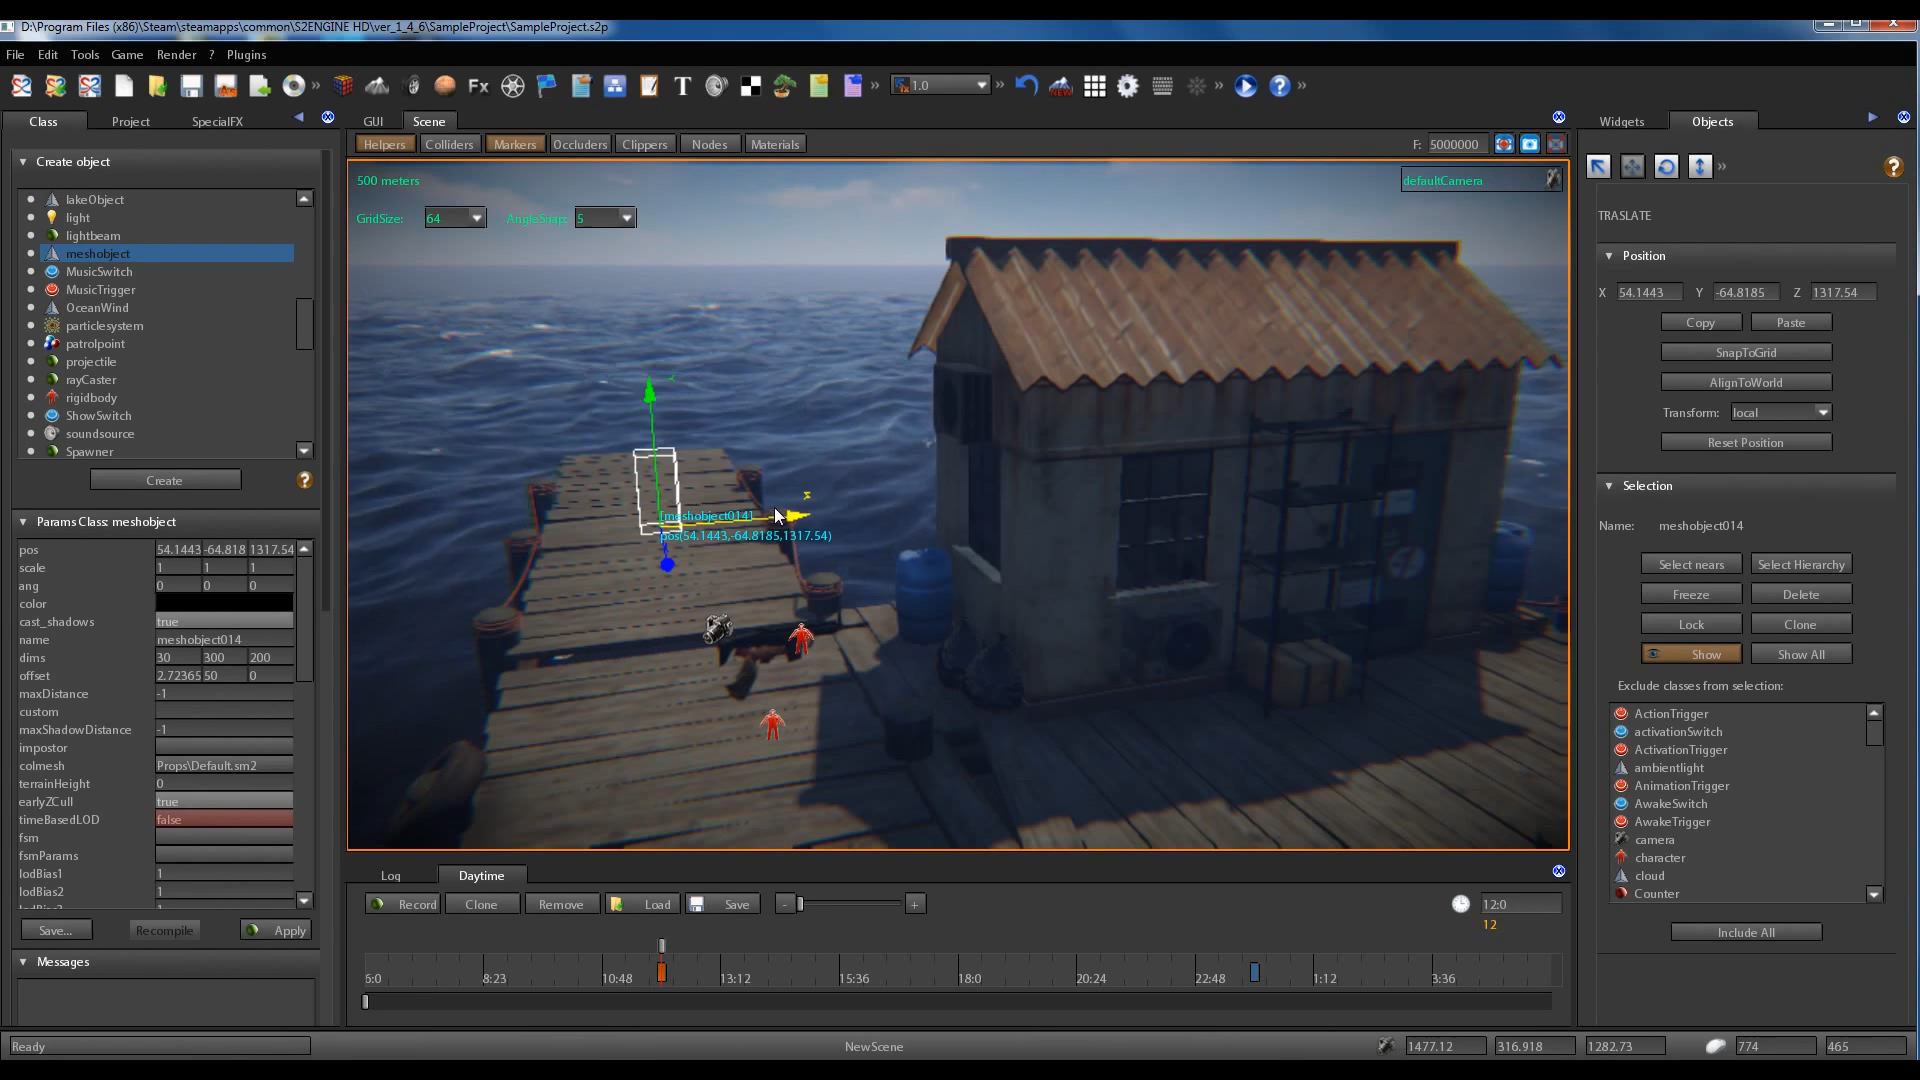 D:\Program Files (x86)\Steam\steamapps\common\S2ENGINE HD\ver_1_4_6\SampleProject\SampleProject.s2p
File Edit Tools Game Render ? Plugins
Fx T 1.0
Class Project SpecialFX
GUI Scene
Widgets Objects
Create object
lakeObject
light
lightbeam
meshobject
MusicSwitch
MusicTrigger
OceanWind
particlesystem
patrolpoint
projectile
rayCaster
rigidbody
ShowSwitch
soundsource
Spawner
Create
Params Class: meshobject
pos 54.1443 -64.818 1317.54
scale 1 1 1
ang 0 0 0
color
cast_shadows true
name meshobject014
dims 30 300 200
offset 2.72365 50 0
maxDistance -1
custom
maxShadowDistance -1
impostor
colmesh Props\Default.sm2
terrainHeight 0
earlyZCull true
timeBasedLOD false
fsm
fsmParams
lodBias1 1
lodBias2 1
Save... Recompile Apply
Messages
Helpers Colliders Markers Occluders Clippers Nodes Materials
F: 5000000
500 meters
defaultCamera
GridSize: 64 AngleSnap: 5
[meshobject014]
pos(54.1443,-64.8185,1317.54)
Log Daytime
Record Clone Remove Load Save - +
12:0
12
6:0 8:23 10:48 13:12 15:36 18:0 20:24 22:48 1:12 3:36
TRASLATE
Position
X 54.1443 Y -64.8185 Z 1317.54
Copy Paste
SnapToGrid
AlignToWorld
Transform: local
Reset Position
Selection
Name: meshobject014
Select nears Select Hierarchy
Freeze Delete
Lock Clone
Show Show All
Exclude classes from selection:
ActionTrigger
activationSwitch
ActivationTrigger
ambientlight
AnimationTrigger
AwakeSwitch
AwakeTrigger
camera
character
cloud
Counter
Include All
Ready NewScene 1477.12 316.918 1282.73 774 465